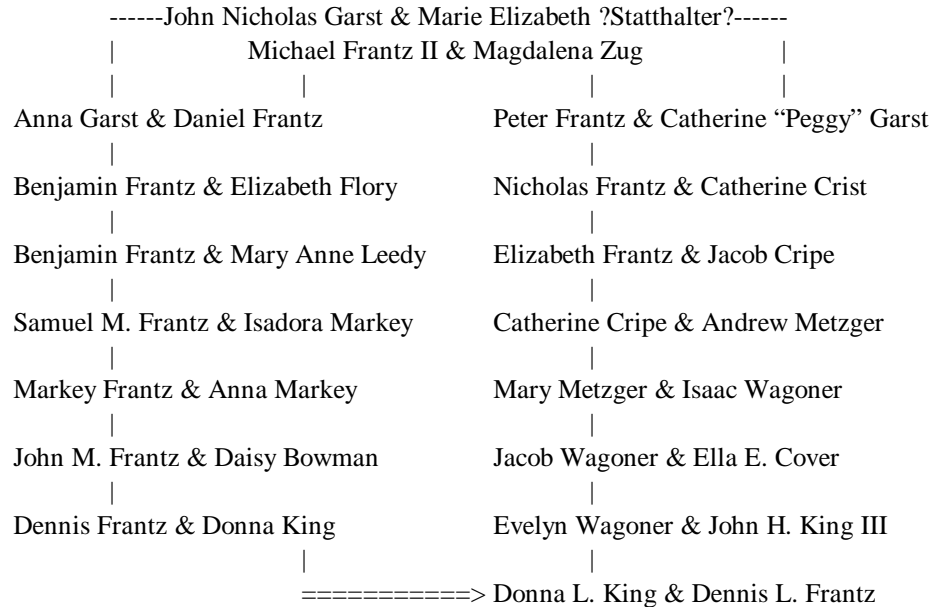 ------John Nicholas Garst & Marie Elizabeth ?Statthalter?------
| Michael Frantz II & Magdalena Zug |
| | | |
Anna Garst & Daniel Frantz Peter Frantz & Catherine “Peggy” Garst
| |
Benjamin Frantz & Elizabeth Flory Nicholas Frantz & Catherine Crist
| |
Benjamin Frantz & Mary Anne Leedy Elizabeth Frantz & Jacob Cripe
| |
Samuel M. Frantz & Isadora Markey Catherine Cripe & Andrew Metzger
| |
Markey Frantz & Anna Markey Mary Metzger & Isaac Wagoner
| |
John M. Frantz & Daisy Bowman Jacob Wagoner & Ella E. Cover
| |
Dennis Frantz & Donna King Evelyn Wagoner & John H. King III
| |
===========> Donna L. King & Dennis L. Frantz